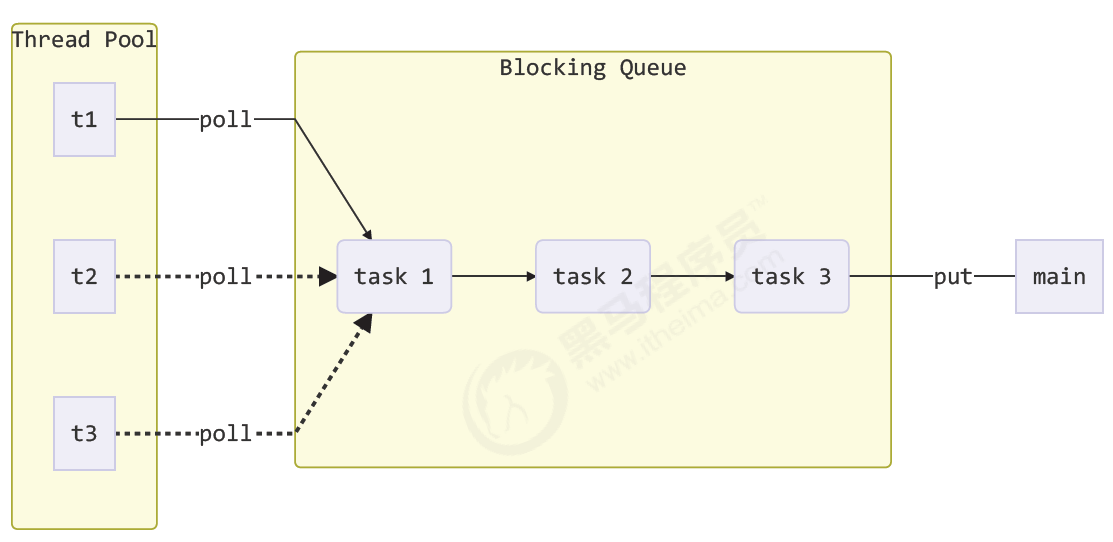 Thread Pool
Blocking Queue
t1
poll
t2
poll
task 1
task 2
task 3
put
main
t3
poll
黑马程序员™
www.itheima.com